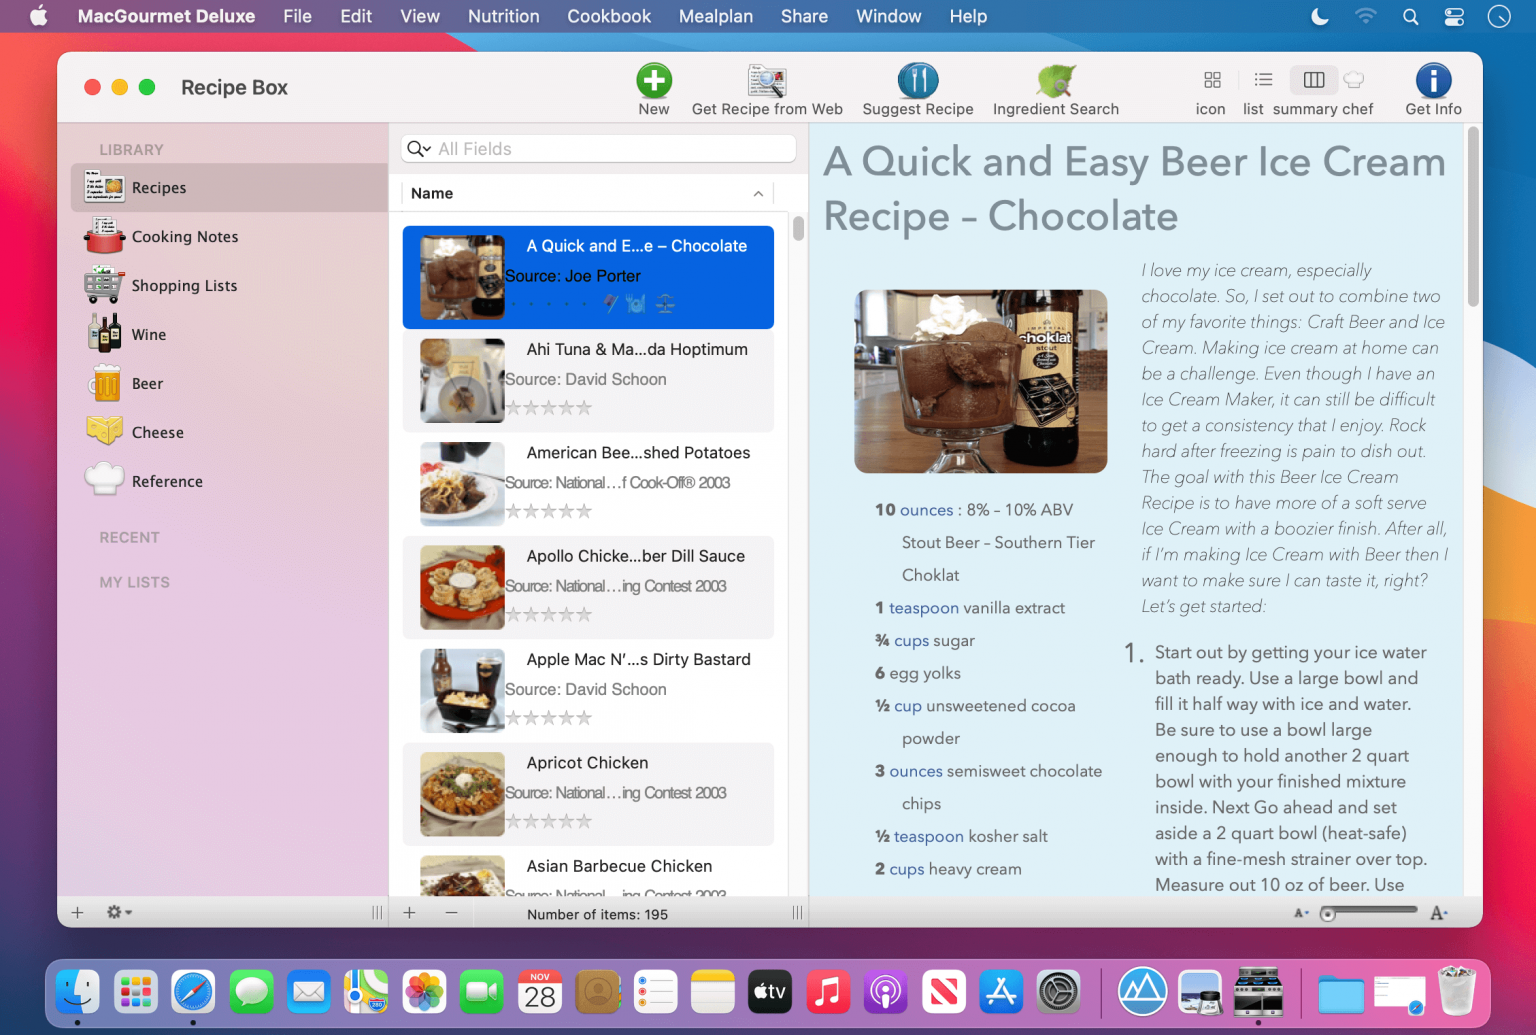 MacGourmet Deluxe File Edit View Nutrition Cookbook Mealplan Share Window Help
Recipe Box
New Get Recipe from Web Suggest Recipe Ingredient Search icon list summary chef Get Info
LIBRARY
Recipes
Cooking Notes
Shopping Lists
Wine
Beer
Cheese
Reference
RECENT
MY LISTS
All Fields
Name
A Quick and E...e – Chocolate
Source: Joe Porter
Ahi Tuna & Ma...da Hoptimum
Source: David Schoon
American Bee...shed Potatoes
Source: National...f Cook-Off® 2003
Apollo Chicke...ber Dill Sauce
Source: National...ing Contest 2003
Apple Mac N'...s Dirty Bastard
Source: David Schoon
Apricot Chicken
Source: National...ing Contest 2003
Asian Barbecue Chicken
Source: National...ing Contest 2003
Number of items: 195
A Quick and Easy Beer Ice Cream
Recipe – Chocolate
IMPERIAL
choklat
stout
10 ounces : 8% – 10% ABV
Stout Beer – Southern Tier
Choklat
1 teaspoon vanilla extract
¾ cups sugar
6 egg yolks
½ cup unsweetened cocoa
powder
3 ounces semisweet chocolate
chips
½ teaspoon kosher salt
2 cups heavy cream
I love my ice cream, especially
chocolate. So, I set out to combine two
of my favorite things: Craft Beer and Ice
Cream. Making ice cream at home can
be a challenge. Even though I have an
Ice Cream Maker, it can still be difficult
to get a consistency that I enjoy. Rock
hard after freezing is pain to dish out.
The goal with this Beer Ice Cream
Recipe is to have more of a soft serve
Ice Cream with a boozier finish. After all,
if I'm making Ice Cream with Beer then I
want to make sure I can taste it, right?
Let's get started:
1. Start out by getting your ice water
bath ready. Use a large bowl and
fill it half way with ice and water.
Be sure to use a bowl large
enough to hold another 2 quart
bowl with your finished mixture
inside. Next Go ahead and set
aside a 2 quart bowl (heat-safe)
with a fine-mesh strainer over top.
Measure out 10 oz of beer. Use
A A
NOV
28
tv
280